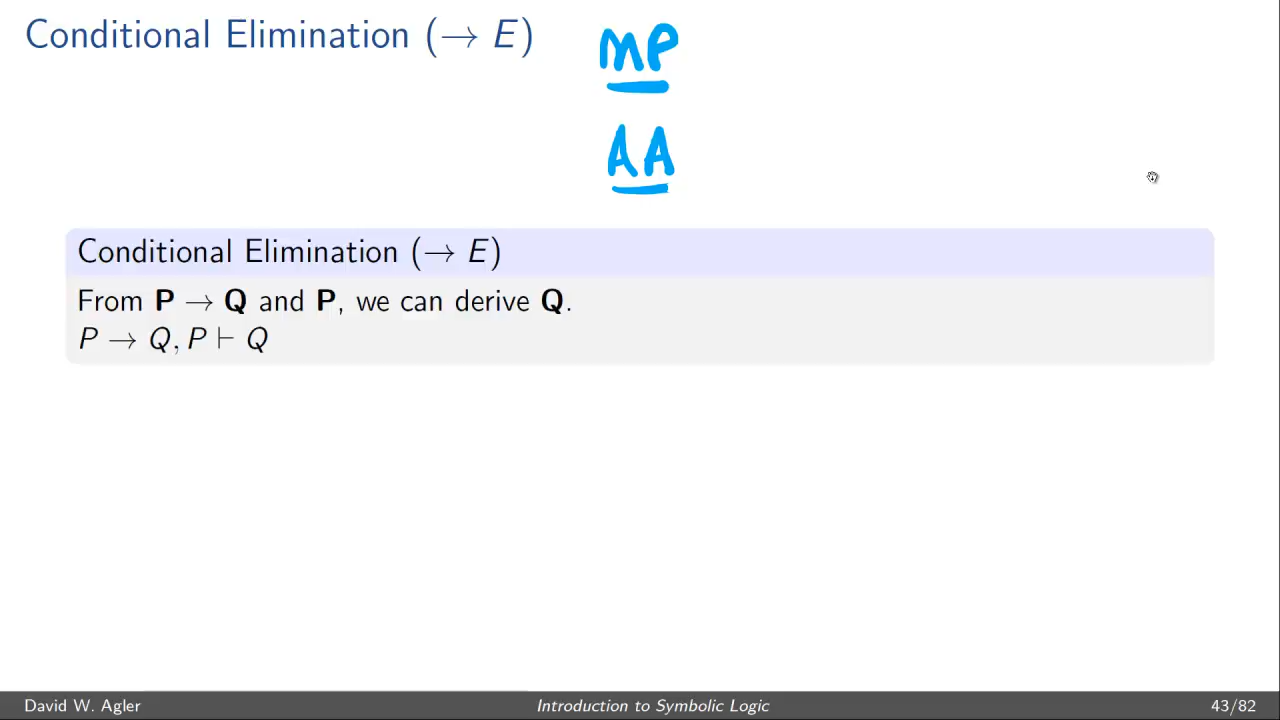 Conditional Elimination (→ E)
MP
AA
Conditional Elimination (→ E)
From P → Q and P, we can derive Q.
P → Q, P ⊢ Q
David W. Agler
Introduction to Symbolic Logic
43/82